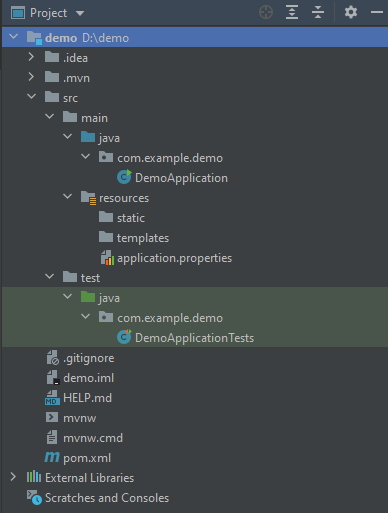 Project
demo D:\demo
.idea
.mvn
src
main
java
com.example.demo
DemoApplication
resources
static
templates
application.properties
test
java
com.example.demo
DemoApplicationTests
.gitignore
demo.iml
HELP.md
mvnw
mvnw.cmd
pom.xml
External Libraries
Scratches and Consoles